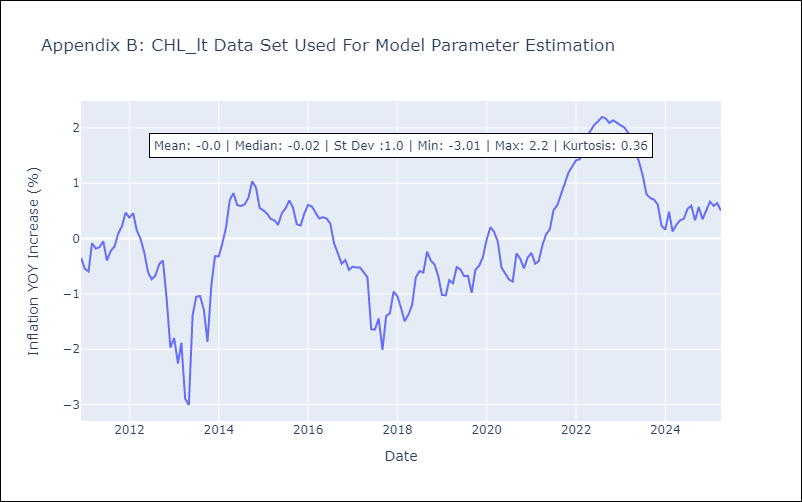 Appendix B: CHL_lt Data Set Used For Model Parameter Estimation
Mean: -0.0 | Median: -0.02 | St Dev :1.0 | Min: -3.01 | Max: 2.2 | Kurtosis: 0.36
Inflation YOY Increase (%)
2
1
0
−1
−2
−3
2012 2014 2016 2018 2020 2022 2024
Date